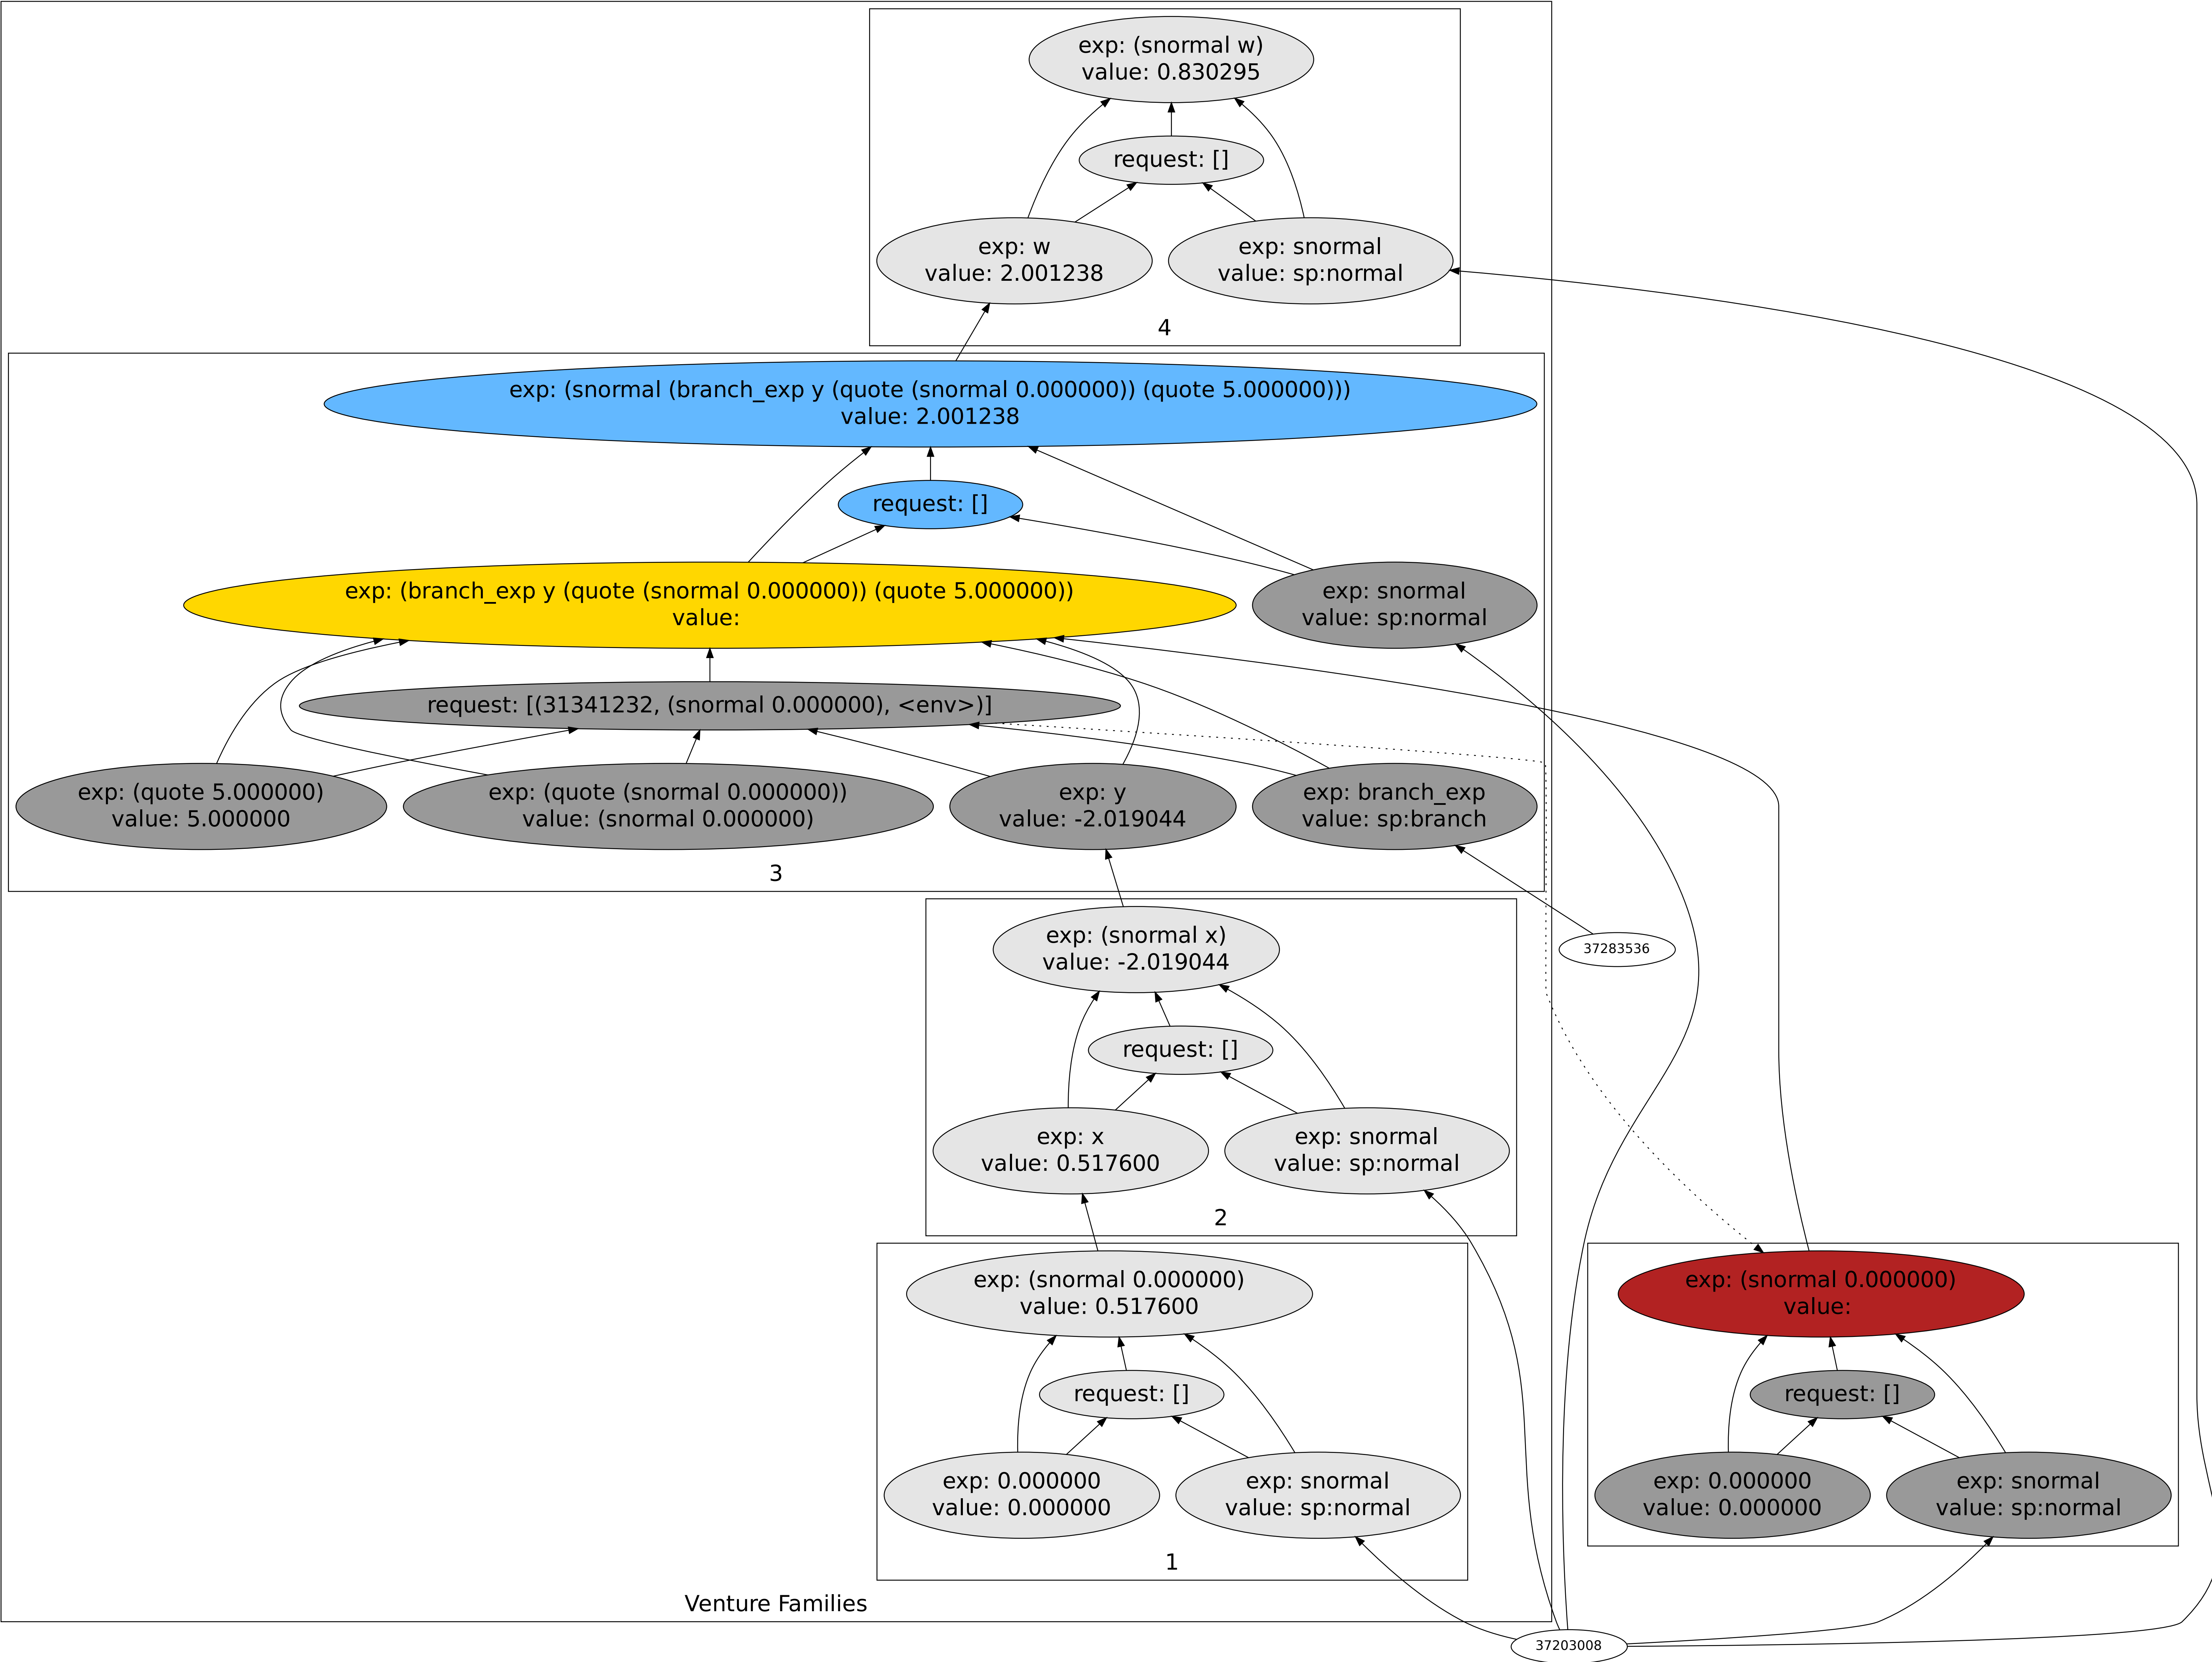 exp: (snormal w)
value: 0.830295
request: []
exp: w
value: 2.001238
exp: snormal
value: sp:normal
4
exp: (snormal (branch_exp y (quote (snormal 0.000000)) (quote 5.000000)))
value: 2.001238
request: []
exp: (branch_exp y (quote (snormal 0.000000)) (quote 5.000000))
value:
exp: snormal
value: sp:normal
request: [(31341232, (snormal 0.000000), <env>)]
exp: (quote 5.000000)
value: 5.000000
exp: (quote (snormal 0.000000))
value: (snormal 0.000000)
exp: y
value: -2.019044
exp: branch_exp
value: sp:branch
3
exp: (snormal x)
value: -2.019044
37283536
request: []
exp: x
value: 0.517600
exp: snormal
value: sp:normal
2
exp: (snormal 0.000000)
value: 0.517600
request: []
exp: 0.000000
value: 0.000000
exp: snormal
value: sp:normal
1
exp: (snormal 0.000000)
value:
request: []
exp: 0.000000
value: 0.000000
exp: snormal
value: sp:normal
Venture Families
37203008